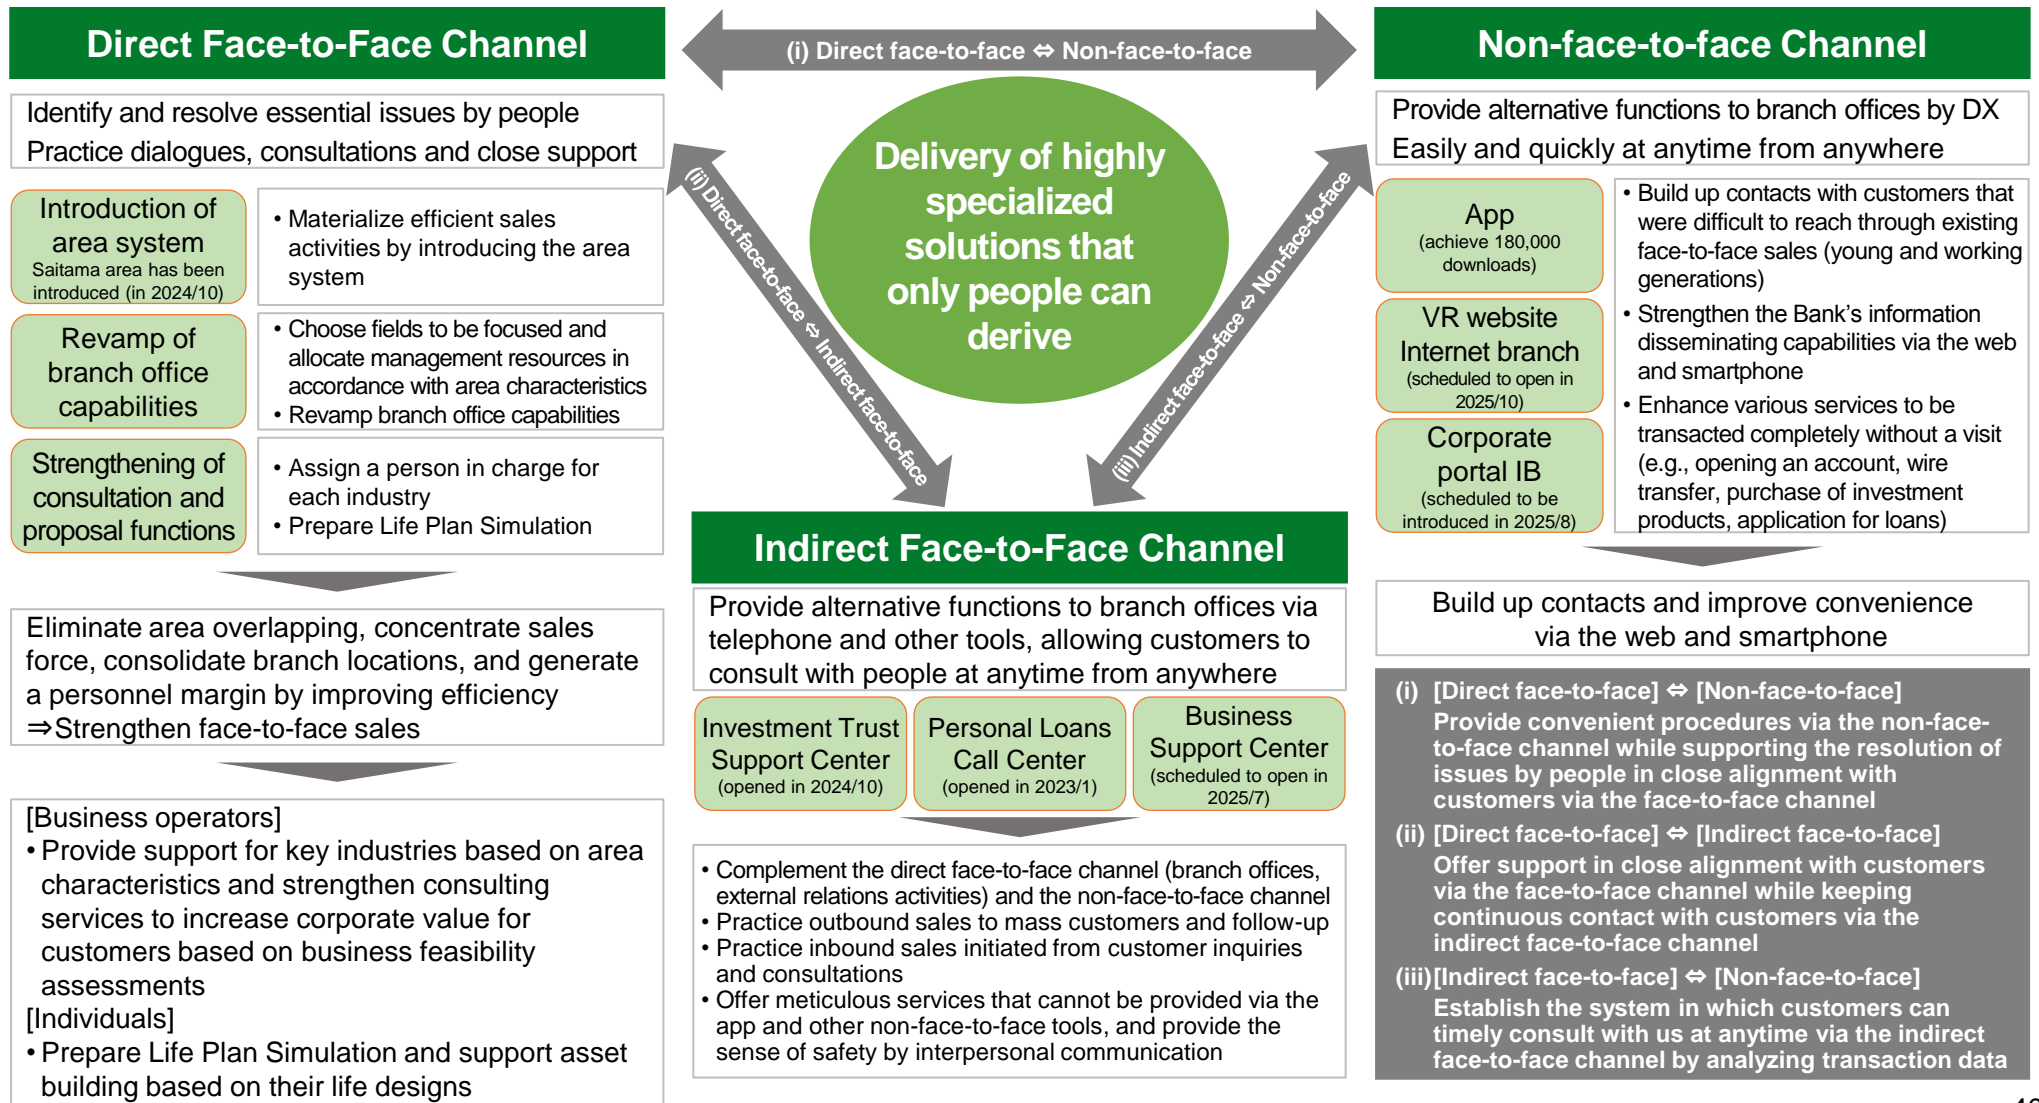 Direct Face-to-Face Channel
Identify and resolve essential issues by people
Practice dialogues, consultations and close support
Introduction of
area system
Saitama area has been
introduced (in 2024/10)
• Materialize efficient sales
activities by introducing the area
system
Revamp of
branch office
capabilities
• Choose fields to be focused and
allocate management resources in
accordance with area characteristics
• Revamp branch office capabilities
Strengthening of
consultation and
proposal functions
• Assign a person in charge for
each industry
• Prepare Life Plan Simulation
Eliminate area overlapping, concentrate sales
force, consolidate branch locations, and generate
a personnel margin by improving efficiency
⇒Strengthen face-to-face sales
[Business operators]
• Provide support for key industries based on area
characteristics and strengthen consulting
services to increase corporate value for
customers based on business feasibility
assessments
[Individuals]
• Prepare Life Plan Simulation and support asset
building based on their life designs
(i) Direct face-to-face ⇔ Non-face-to-face
Delivery of highly
specialized
solutions that
only people can
derive
(ii) Direct face-to-face ⇔ Indirect face-to-face
(iii) Indirect face-to-face ⇔ Non-face-to-face
Indirect Face-to-Face Channel
Provide alternative functions to branch offices via
telephone and other tools, allowing customers to
consult with people at anytime from anywhere
Investment Trust
Support Center
(opened in 2024/10)
Personal Loans
Call Center
(opened in 2023/1)
Business
Support Center
(scheduled to open in
2025/7)
• Complement the direct face-to-face channel (branch offices,
external relations activities) and the non-face-to-face channel
• Practice outbound sales to mass customers and follow-up
• Practice inbound sales initiated from customer inquiries
and consultations
• Offer meticulous services that cannot be provided via the
app and other non-face-to-face tools, and provide the
sense of safety by interpersonal communication
Non-face-to-face Channel
Provide alternative functions to branch offices by DX
Easily and quickly at anytime from anywhere
App
(achieve 180,000
downloads)
VR website
Internet branch
(scheduled to open in
2025/10)
Corporate
portal IB
(scheduled to be
introduced in 2025/8)
• Build up contacts with customers that
were difficult to reach through existing
face-to-face sales (young and working
generations)
• Strengthen the Bank's information
disseminating capabilities via the web
and smartphone
• Enhance various services to be
transacted completely without a visit
(e.g., opening an account, wire
transfer, purchase of investment
products, application for loans)
Build up contacts and improve convenience
via the web and smartphone
(i) [Direct face-to-face] ⇔ [Non-face-to-face]
Provide convenient procedures via the non-face-
to-face channel while supporting the resolution of
issues by people in close alignment with
customers via the face-to-face channel
(ii) [Direct face-to-face] ⇔ [Indirect face-to-face]
Offer support in close alignment with customers
via the face-to-face channel while keeping
continuous contact with customers via the
indirect face-to-face channel
(iii)[Indirect face-to-face] ⇔ [Non-face-to-face]
Establish the system in which customers can
timely consult with us at anytime via the indirect
face-to-face channel by analyzing transaction data